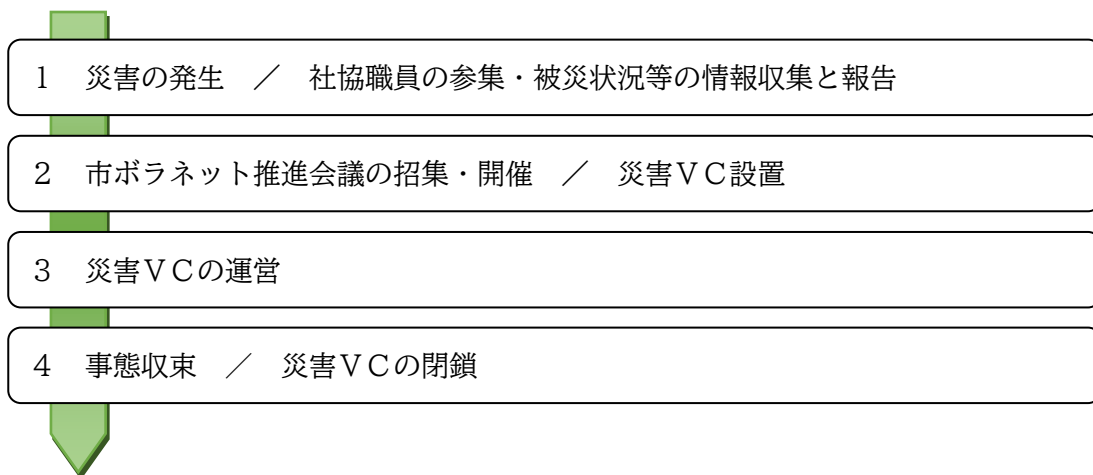 １　災害の発生　／　社協職員の参集・被災状況等の情報収集と報告
２　市ボラネット推進会議の招集・開催　／　災害ＶＣ設置
３　災害ＶＣの運営
４　事態収束　／　災害ＶＣの閉鎖